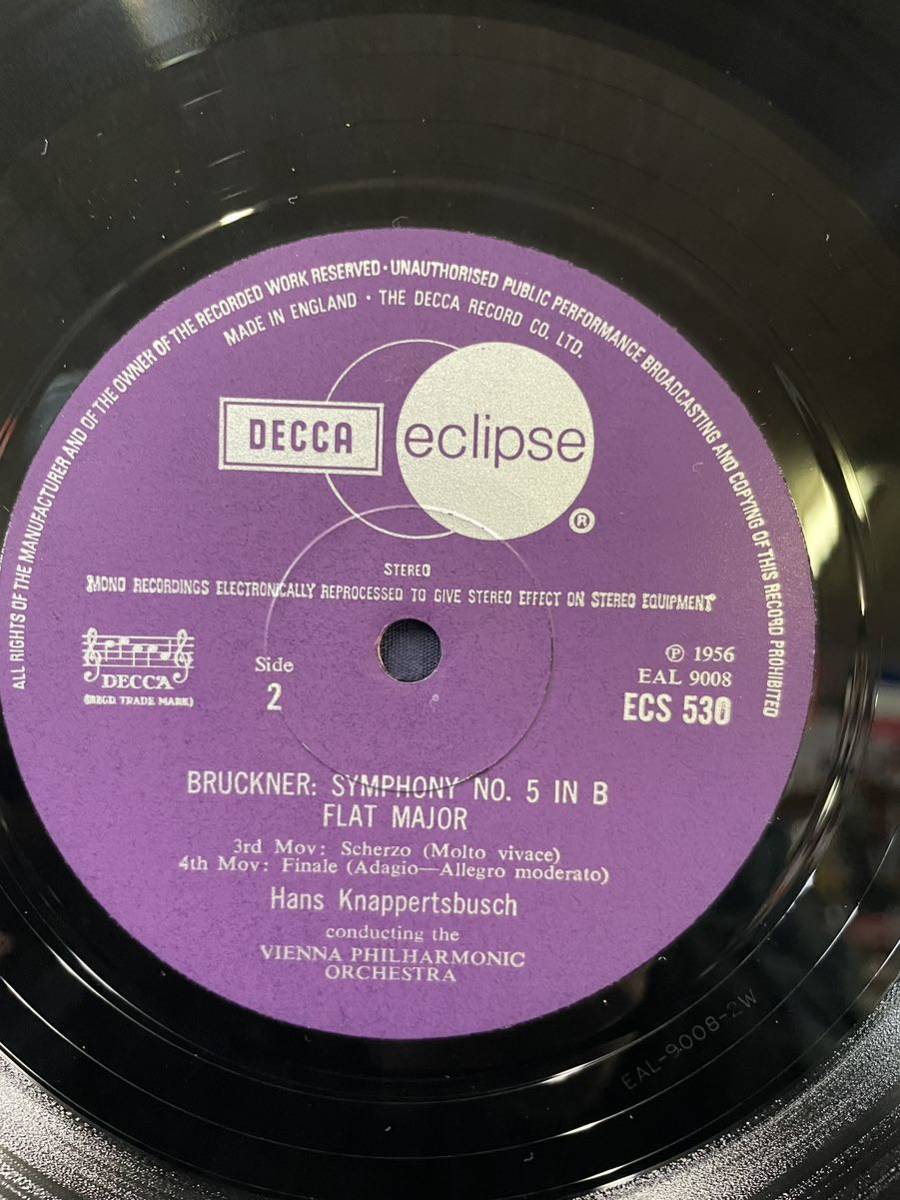 ALL RIGHTS OF THE MANUFACTURER AND OF THE OWNER OF THE RECORDED WORK RESERVED · UNAUTHORISED PUBLIC PERFORMANCE BROADCASTING AND COPYING OF THIS RECORD PROHIBITED
MADE IN ENGLAND · THE DECCA RECORD CO. LTD.
DECCA eclipse ®
STEREO
MONO RECORDINGS ELECTRONICALLY REPROCESSED TO GIVE STEREO EFFECT ON STEREO EQUIPMENT
DECCA
(REGD. TRADE MARK)
Side
2
℗ 1956
EAL 9008
ECS 530
BRUCKNER: SYMPHONY NO. 5 IN B
FLAT MAJOR
3rd Mov: Scherzo (Molto vivace)
4th Mov: Finale (Adagio—Allegro moderato)
Hans Knappertsbusch
conducting the
VIENNA PHILHARMONIC
ORCHESTRA
EAL-9008-2W